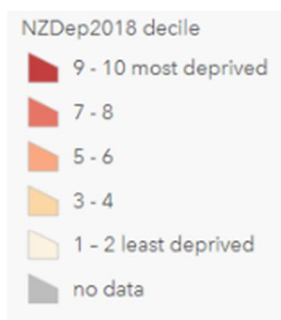 NZDep2018 decile
9 - 10 most deprived
7 - 8
5 - 6
3 - 4
1 – 2 least deprived
no data